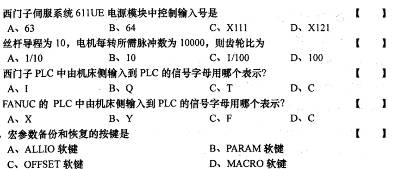 西门子伺服系统 611UE 电源模块中控制输入号是 【 】
A、63 B、64 C、X111 D、X121
丝杆导程为 10，电机每转所需脉冲数为 10000，则齿轮比为 【 】
A、1/10 B、10 C、1/100 D、100
西门子 PLC 中由机床侧输入到 PLC 的信号字母用哪个表示? 【 】
A、I B、Q C、T D、C
FANUC 的 PLC 中由机床侧输入到 PLC 的信号字母用哪个表示? 【 】
A、X B、Y C、F D、C
宏参数备份和恢复的按键是 【 】
A、ALLIO 软键 B、PARAM 软键
C、OFFSET 软键 D、MACRO 软键